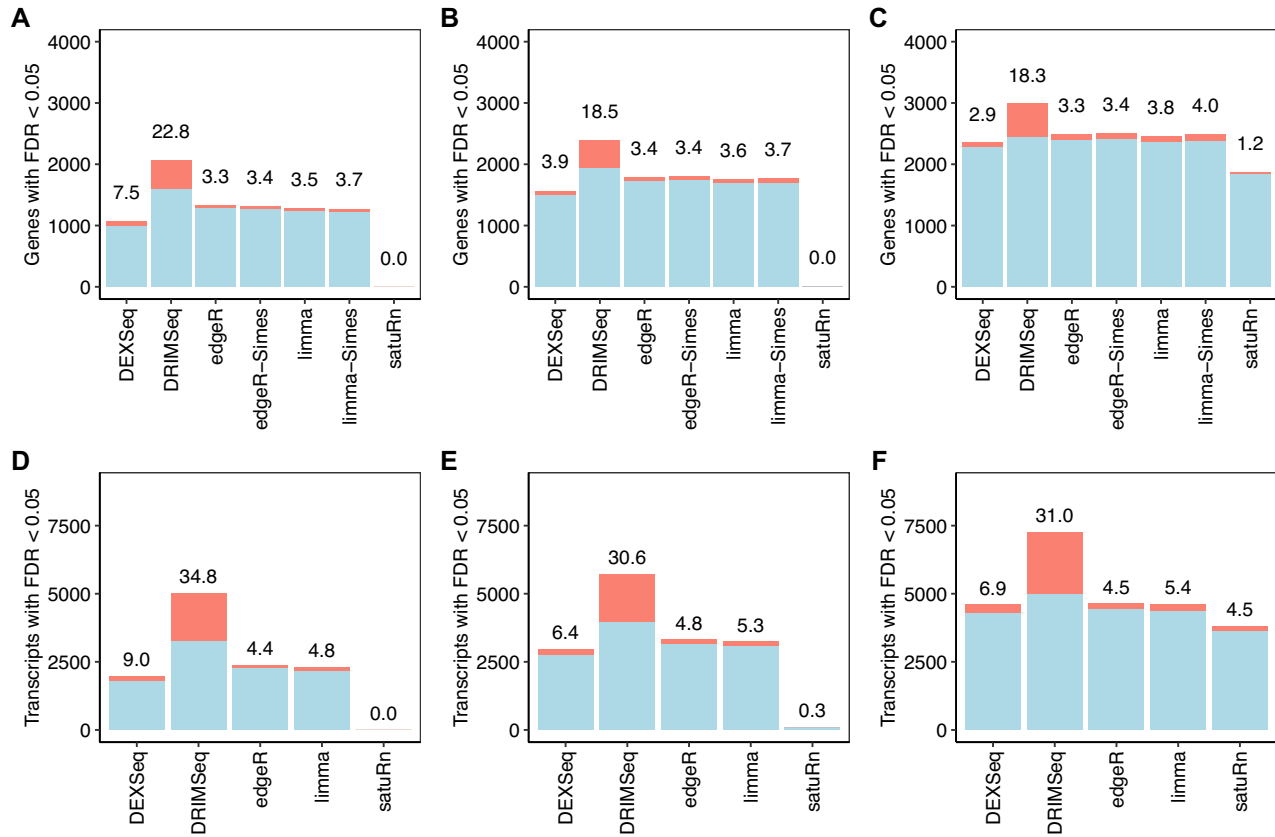 A
Genes with FDR < 0.05
4000
3000
2000
1000
0
7.5
22.8
3.3
3.4
3.5
3.7
0.0
DEXSeq
DRIMSeq
edgeR
edgeR−Simes
limma
limma−Simes
satuRn
B
Genes with FDR < 0.05
4000
3000
2000
1000
0
3.9
18.5
3.4
3.4
3.6
3.7
0.0
DEXSeq
DRIMSeq
edgeR
edgeR−Simes
limma
limma−Simes
satuRn
C
Genes with FDR < 0.05
4000
3000
2000
1000
0
2.9
18.3
3.3
3.4
3.8
4.0
1.2
DEXSeq
DRIMSeq
edgeR
edgeR−Simes
limma
limma−Simes
satuRn
D
Transcripts with FDR < 0.05
7500
5000
2500
0
9.0
34.8
4.4
4.8
0.0
DEXSeq
DRIMSeq
edgeR
limma
satuRn
E
Transcripts with FDR < 0.05
7500
5000
2500
0
6.4
30.6
4.8
5.3
0.3
DEXSeq
DRIMSeq
edgeR
limma
satuRn
F
Transcripts with FDR < 0.05
7500
5000
2500
0
6.9
31.0
4.5
5.4
4.5
DEXSeq
DRIMSeq
edgeR
limma
satuRn